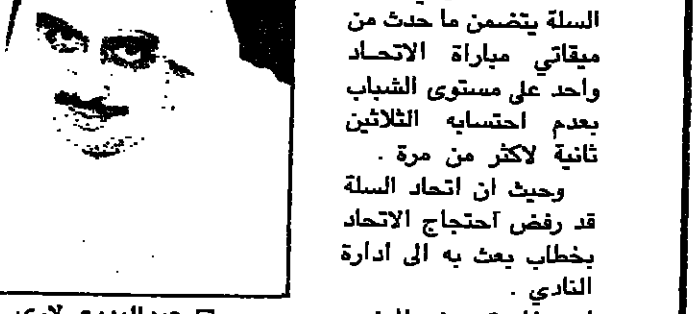 السلة يتضمن ما حدث من
ميقاتي مباراة الاتحاد
واحد على مستوى الشباب
بعدم احتسابه الثلاثين
ثانية لاكثر من مرة .
وحيث ان اتحاد السلة
قد رفض احتجاج الاتحاد
بخطاب بعث به الى ادارة
النادي .